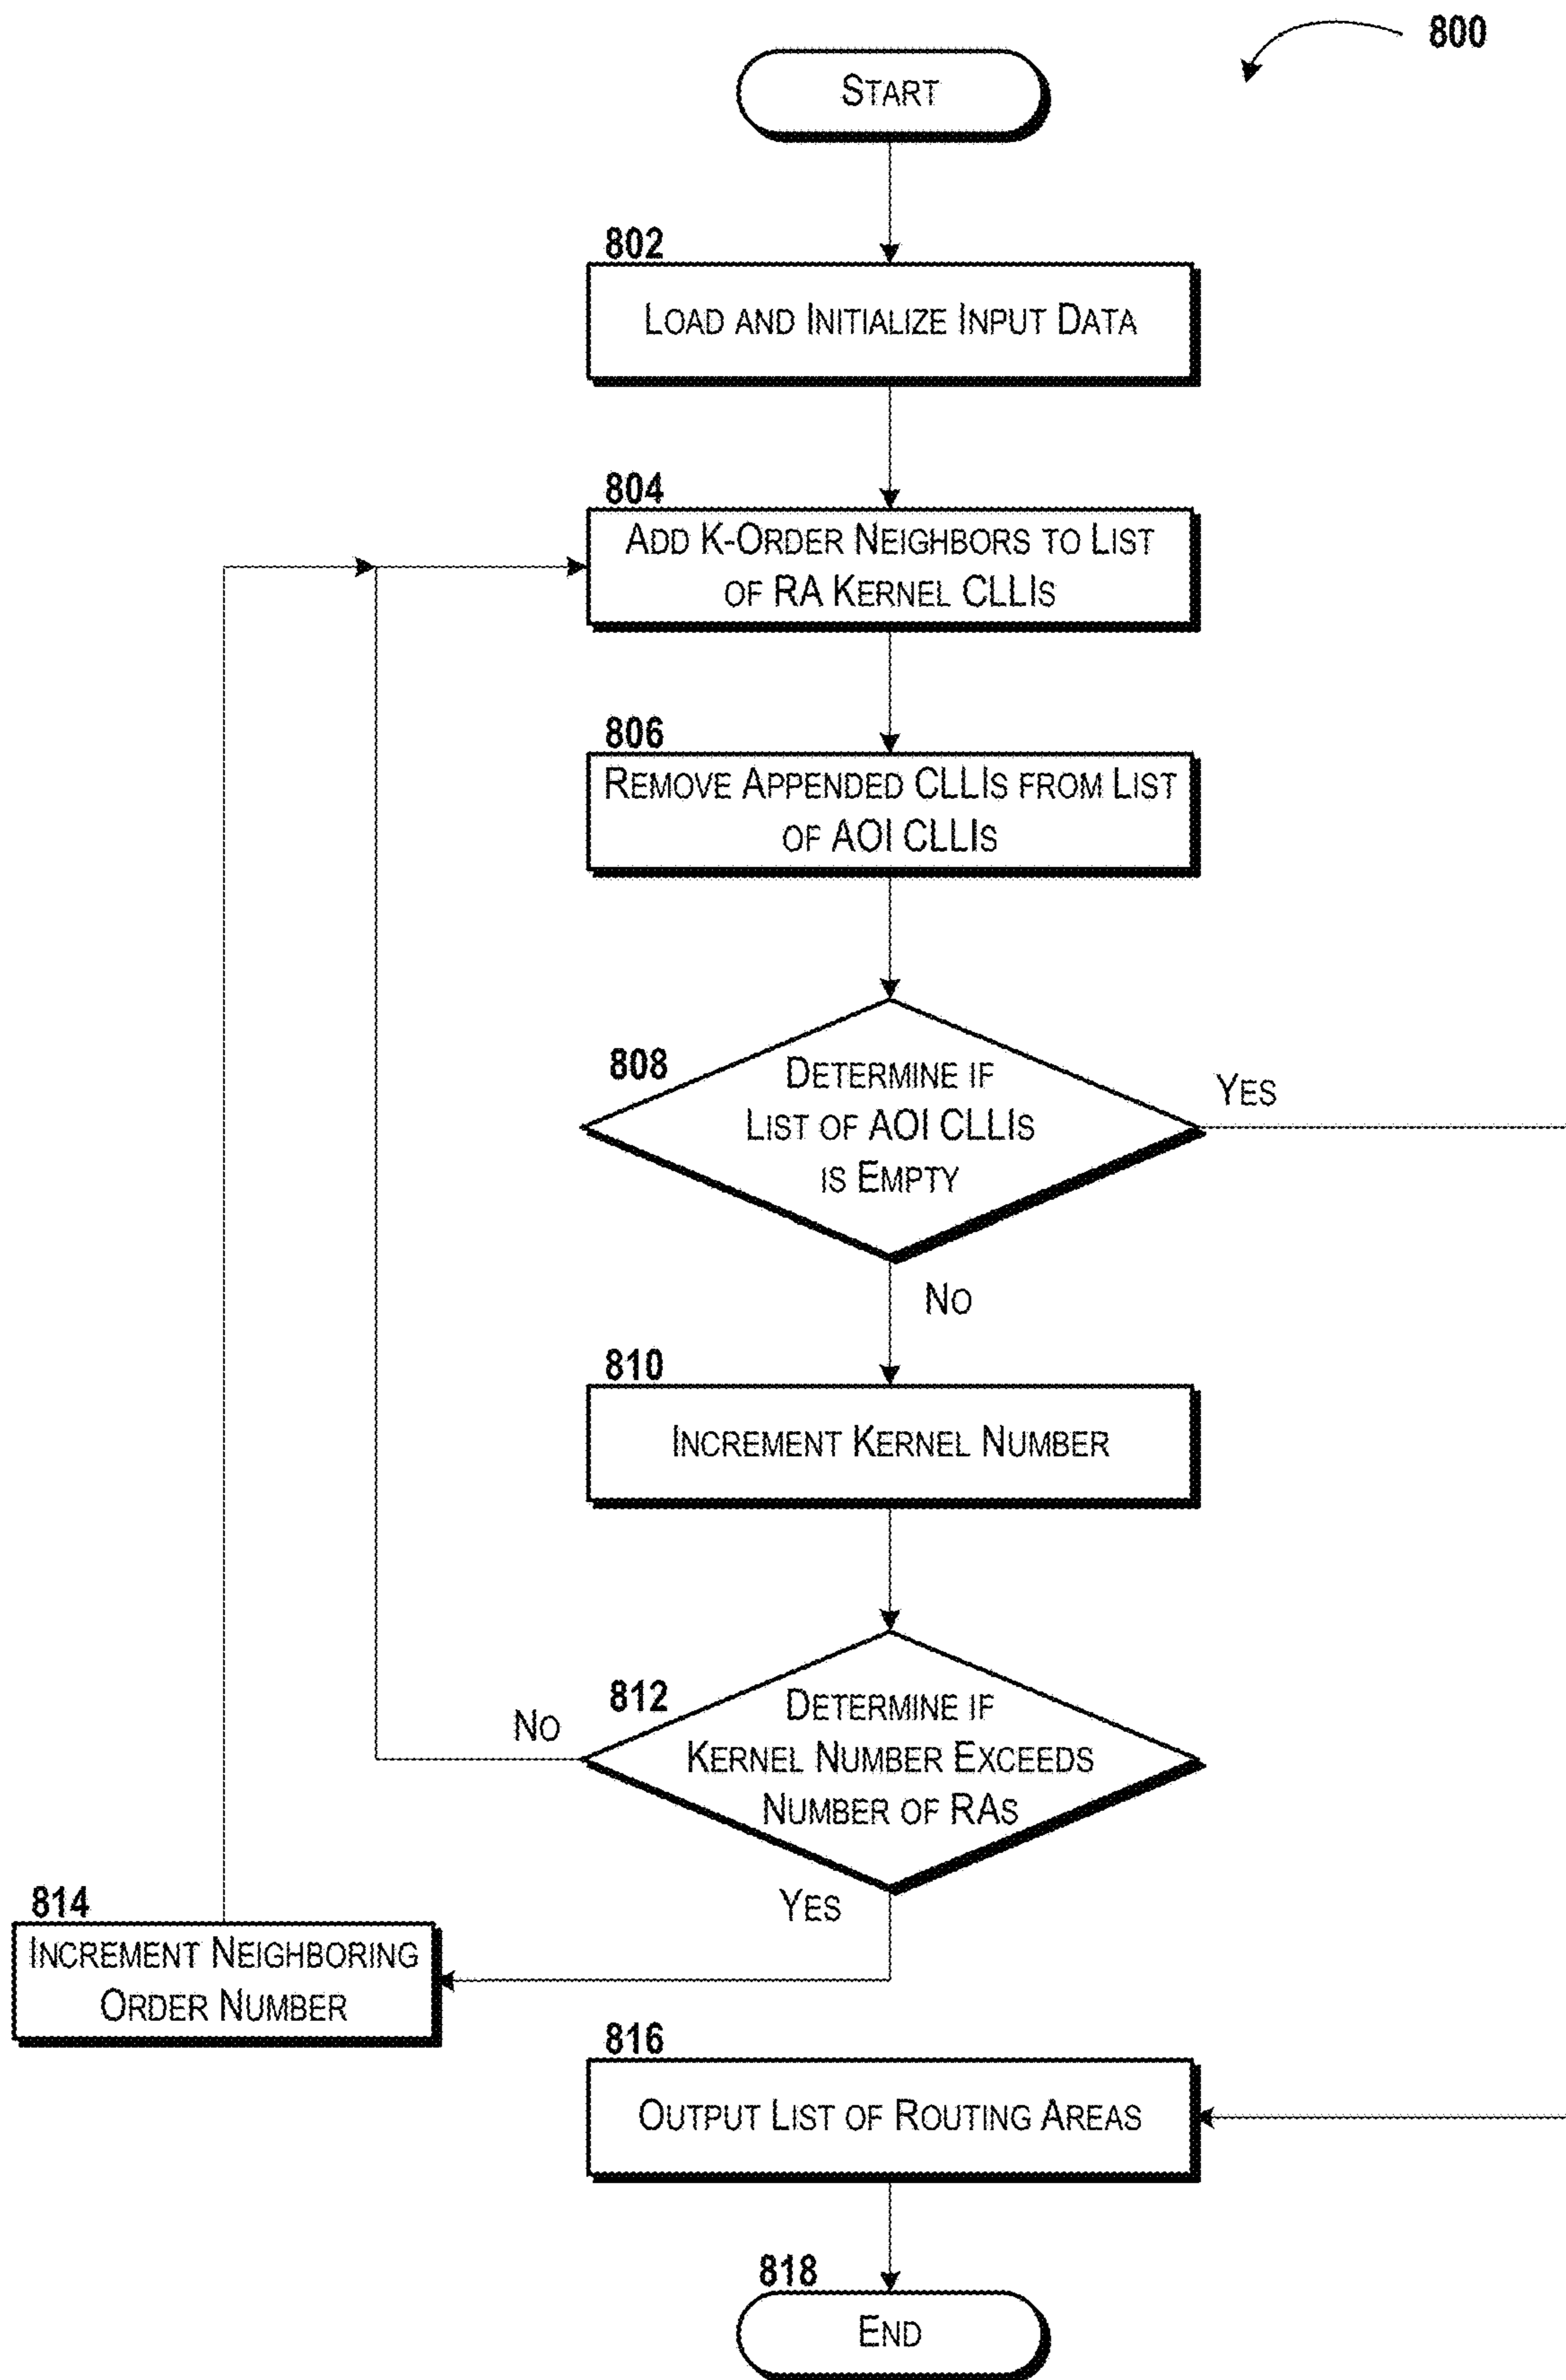 800
START
802
LOAD AND INITIALIZE INPUT DATA
804
ADD K-ORDER NEIGHBORS TO LIST
OF RA KERNEL CLLIS
806
REMOVE APPENDED CLLIS FROM LIST
OF AOI CLLIS
808
DETERMINE IF
LIST OF AOI CLLIS
IS EMPTY
YES
NO
810
INCREMENT KERNEL NUMBER
812
DETERMINE IF
KERNEL NUMBER EXCEEDS
NUMBER OF RAS
NO
YES
814
INCREMENT NEIGHBORING
ORDER NUMBER
816
OUTPUT LIST OF ROUTING AREAS
818
END